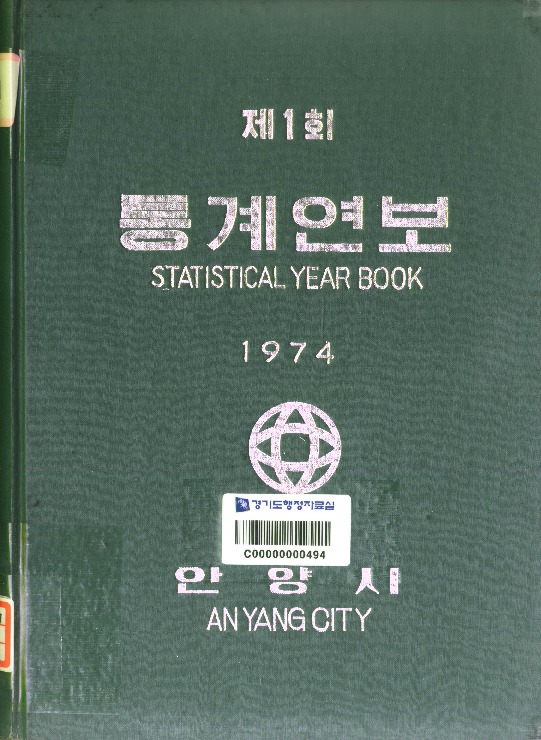 제1회
통계연보
STATISTICAL YEAR BOOK
1974
경기도행정자료실
C00000000494
안양시
AN YANG CITY